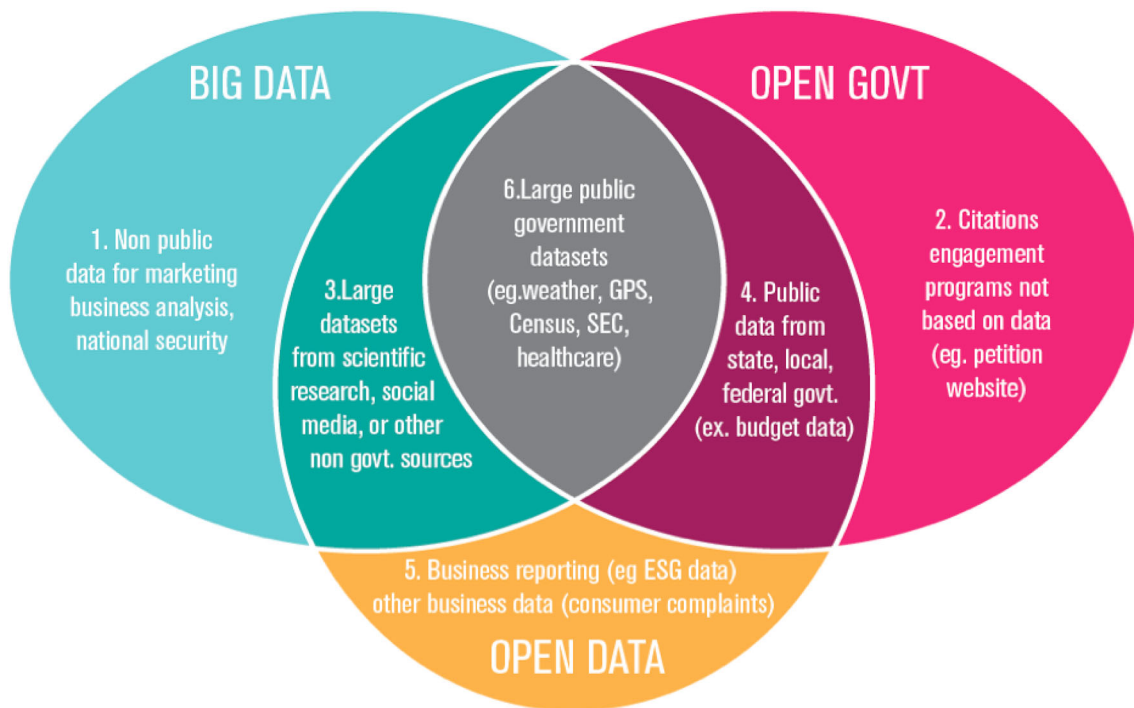 BIG DATA
OPEN GOVT
1. Non public
data for marketing
business analysis,
national security
2. Citations
engagement
programs not
based on data
(eg. petition
website)
3.Large
datasets
from scientific
research, social
media, or other
non govt. sources
4. Public
data from
state, local,
federal govt.
(ex. budget data)
6.Large public
government
datasets
(eg.weather, GPS,
Census, SEC,
healthcare)
5. Business reporting (eg ESG data)
other business data (consumer complaints)
OPEN DATA